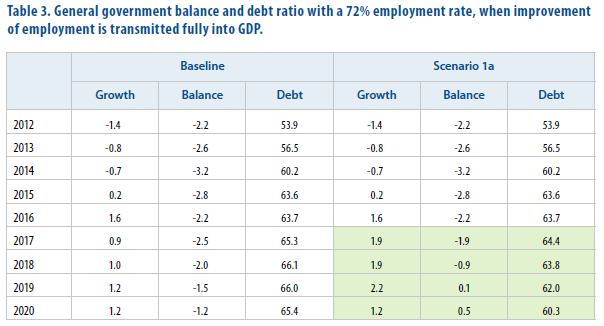 Table 3. General government balance and debt ratio with a 72% employment rate, when improvement
of employment is transmitted fully into GDP.
Baseline Scenario 1a
Growth Balance Debt Growth Balance Debt
2012 -1.4 -2.2 53.9 -1.4 -2.2 53.9
2013 -0.8 -2.6 56.5 -0.8 -2.6 56.5
2014 -0.7 -3.2 60.2 -0.7 -3.2 60.2
2015 0.2 -2.8 63.6 0.2 -2.8 63.6
2016 1.6 -2.2 63.7 1.6 -2.2 63.7
2017 0.9 -2.5 65.3 1.9 -1.9 64.4
2018 1.0 -2.0 66.1 1.9 -0.9 63.8
2019 1.2 -1.5 66.0 2.2 0.1 62.0
2020 1.2 -1.2 65.4 1.2 0.5 60.3